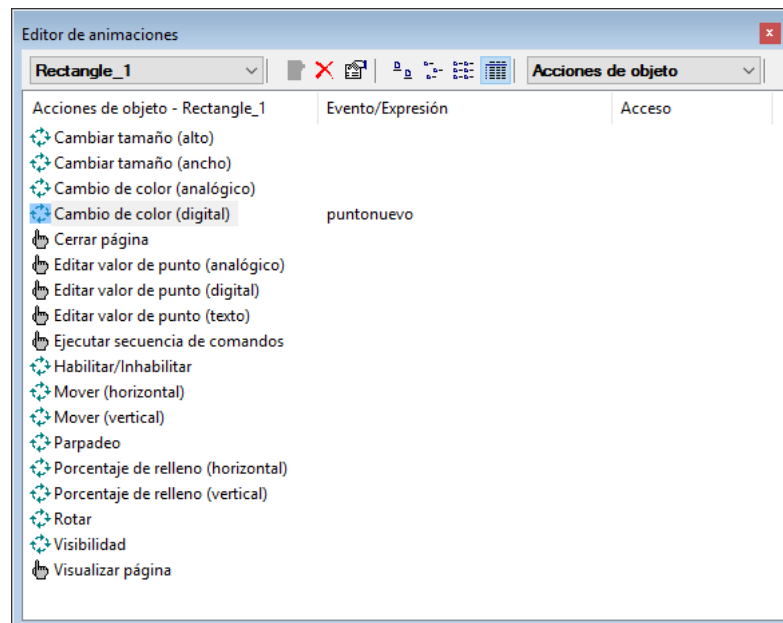 Editor de animaciones
Rectangle_1 Acciones de objeto
Acciones de objeto - Rectangle_1 Evento/Expresión Acceso
Cambiar tamaño (alto)
Cambiar tamaño (ancho)
Cambio de color (analógico)
Cambio de color (digital) puntonuevo
Cerrar página
Editar valor de punto (analógico)
Editar valor de punto (digital)
Editar valor de punto (texto)
Ejecutar secuencia de comandos
Habilitar/Inhabilitar
Mover (horizontal)
Mover (vertical)
Parpadeo
Porcentaje de relleno (horizontal)
Porcentaje de relleno (vertical)
Rotar
Visibilidad
Visualizar página